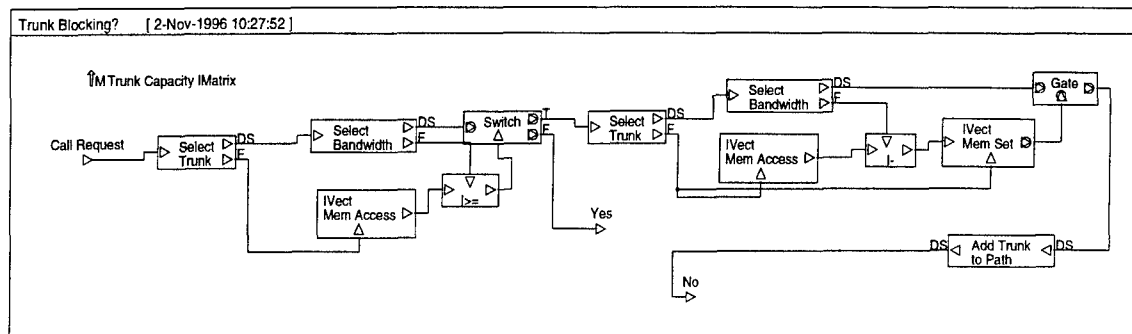 Trunk Blocking? [ 2-Nov-1996 10:27:52 ]
⇑M Trunk Capacity IMatrix
Call Request
Select
Trunk
DS
F
Select
Bandwidth
DS
F
IVect
Mem Access
I>=
Switch
T
F
Yes
Select
Trunk
DS
F
Select
Bandwidth
DS
F
IVect
Mem Access
I-
IVect
Mem Set
Gate
DS
Add Trunk
to Path
DS
No